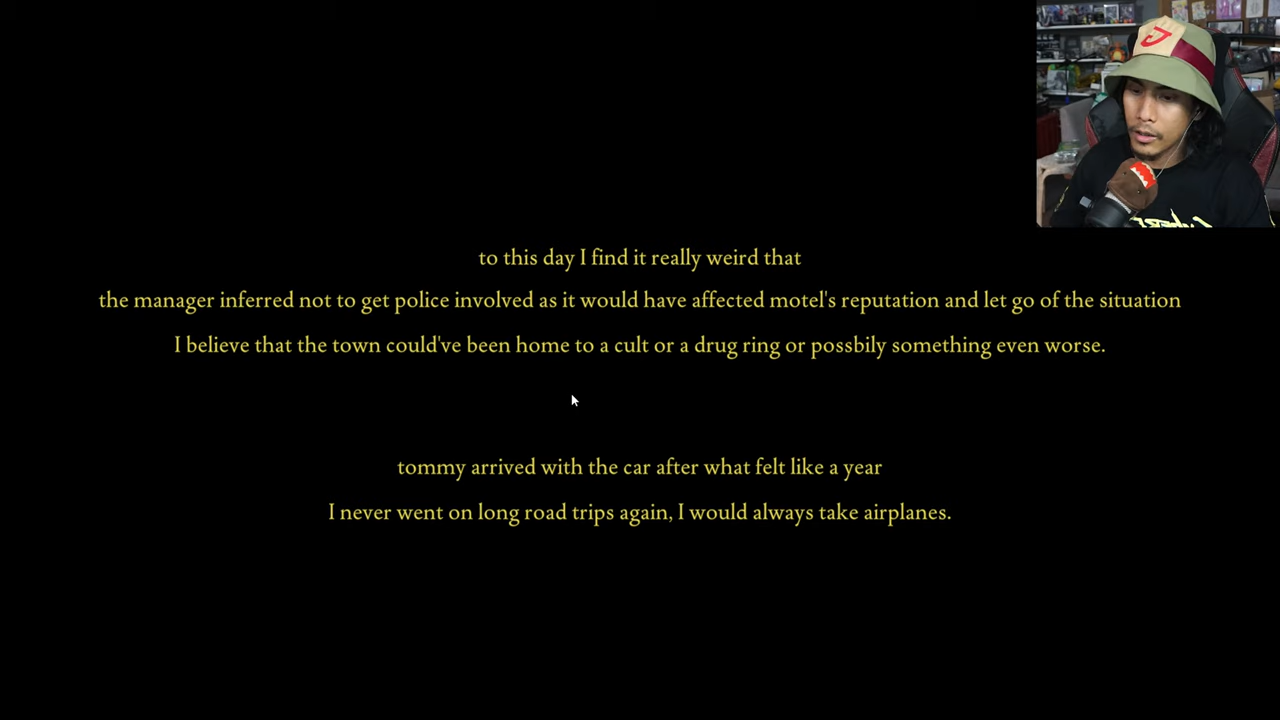 to this day I find it really weird that
the manager inferred not to get police involved as it would have affected motel's reputation and let go of the situation
I believe that the town could've been home to a cult or a drug ring or possbily something even worse.
tommy arrived with the car after what felt like a year
I never went on long road trips again, I would always take airplanes.